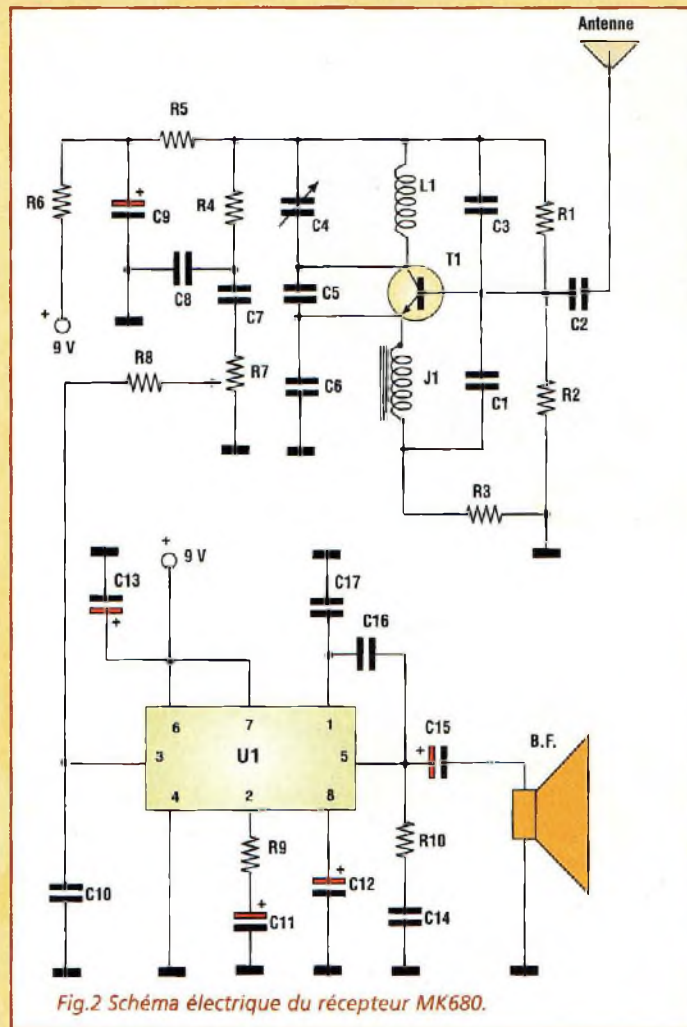 Antenne
R5
R6
+
C9
R4
C4
L1
C3
R1
T1
C8
C7
C5
C2
+
9 V
R8
R7
C6
J1
C1
R2
R3
9 V
+
C13
+
C17
C16
6
7
1
C15
+
B.F.
3
U1
5
4
2
8
R9
R10
+
C10
+
C11
C12
C14
Fig.2 Schéma électrique du récepteur MK680.